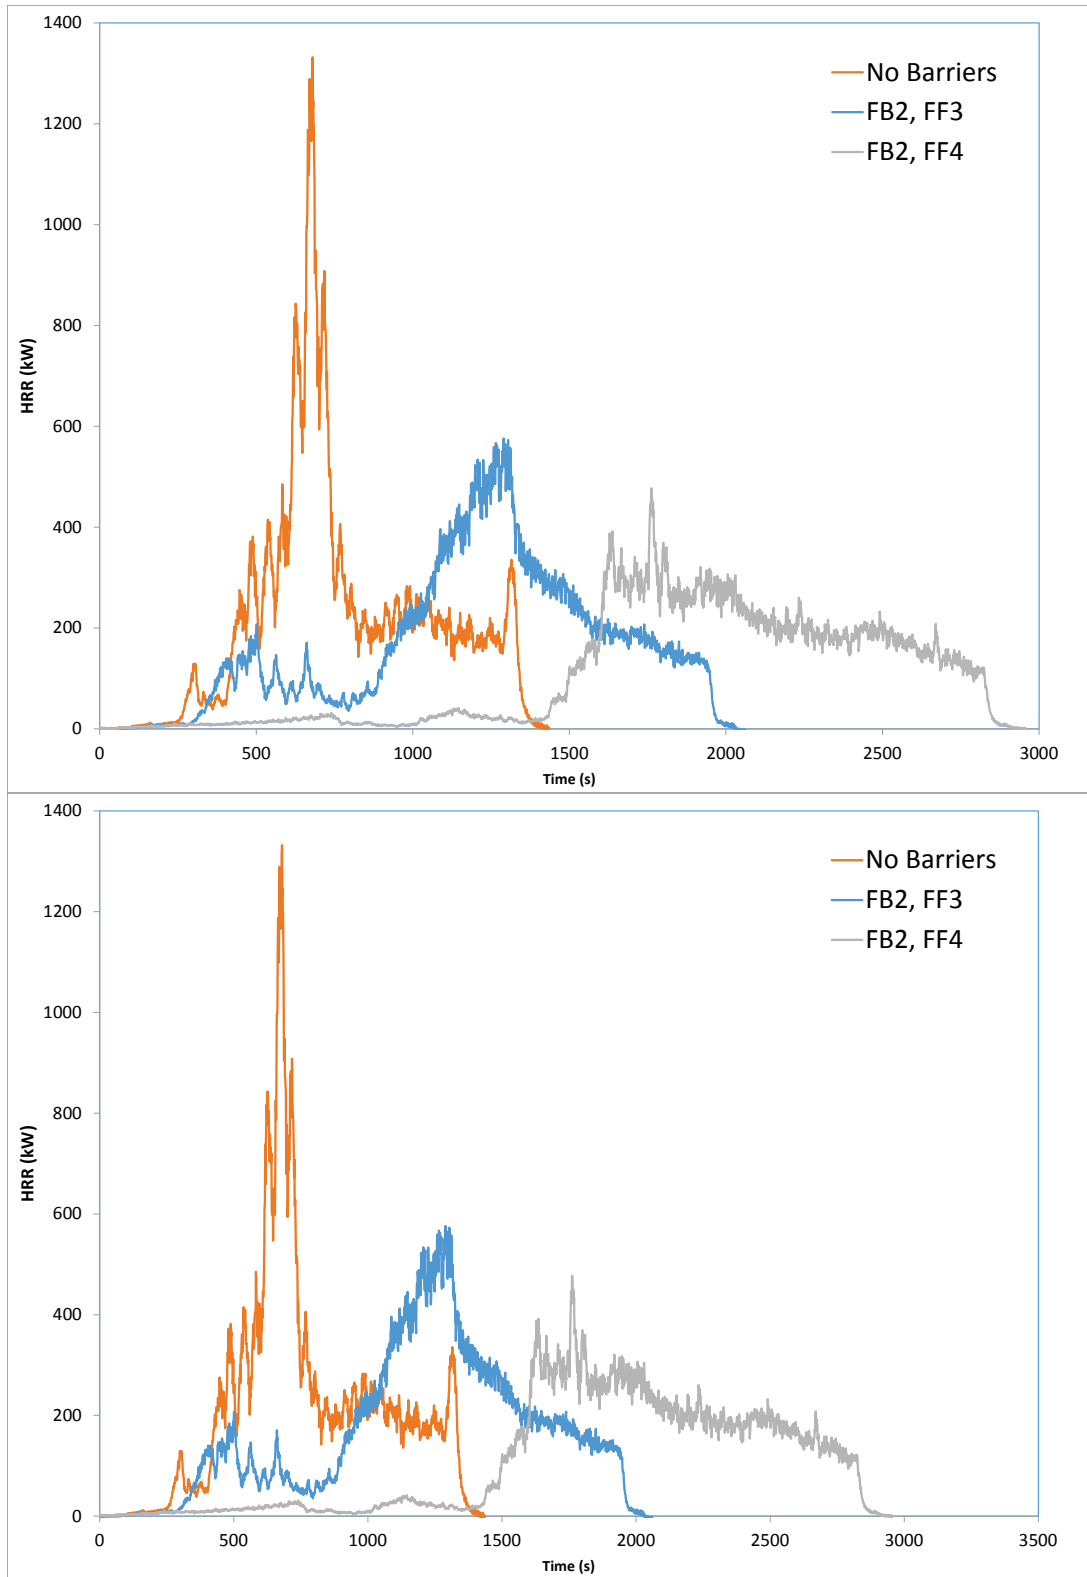 1400
1200
1000
800
600
400
200
0
HRR (kW)
No Barriers
FB2, FF3
FB2, FF4
0 500 1000 1500 2000 2500 3000
Time (s)
1400
1200
1000
800
600
400
200
0
HRR (kW)
No Barriers
FB2, FF3
FB2, FF4
0 500 1000 1500 2000 2500 3000 3500
Time (s)